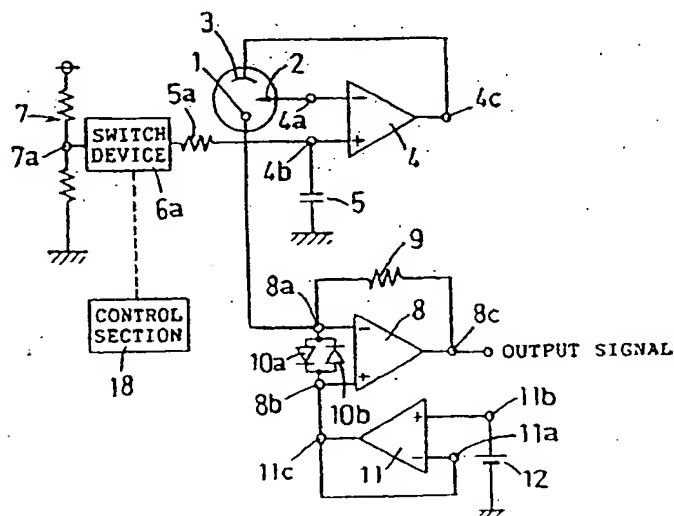 3
1
2
7
5a
4a
4c
7a
SWITCH
DEVICE
4b
4
6a
5
9
8a
8
8c
CONTROL
SECTION
OUTPUT SIGNAL
10a
18
8b
10b
11b
11a
11c
11
12
+
-
+
-
+
-